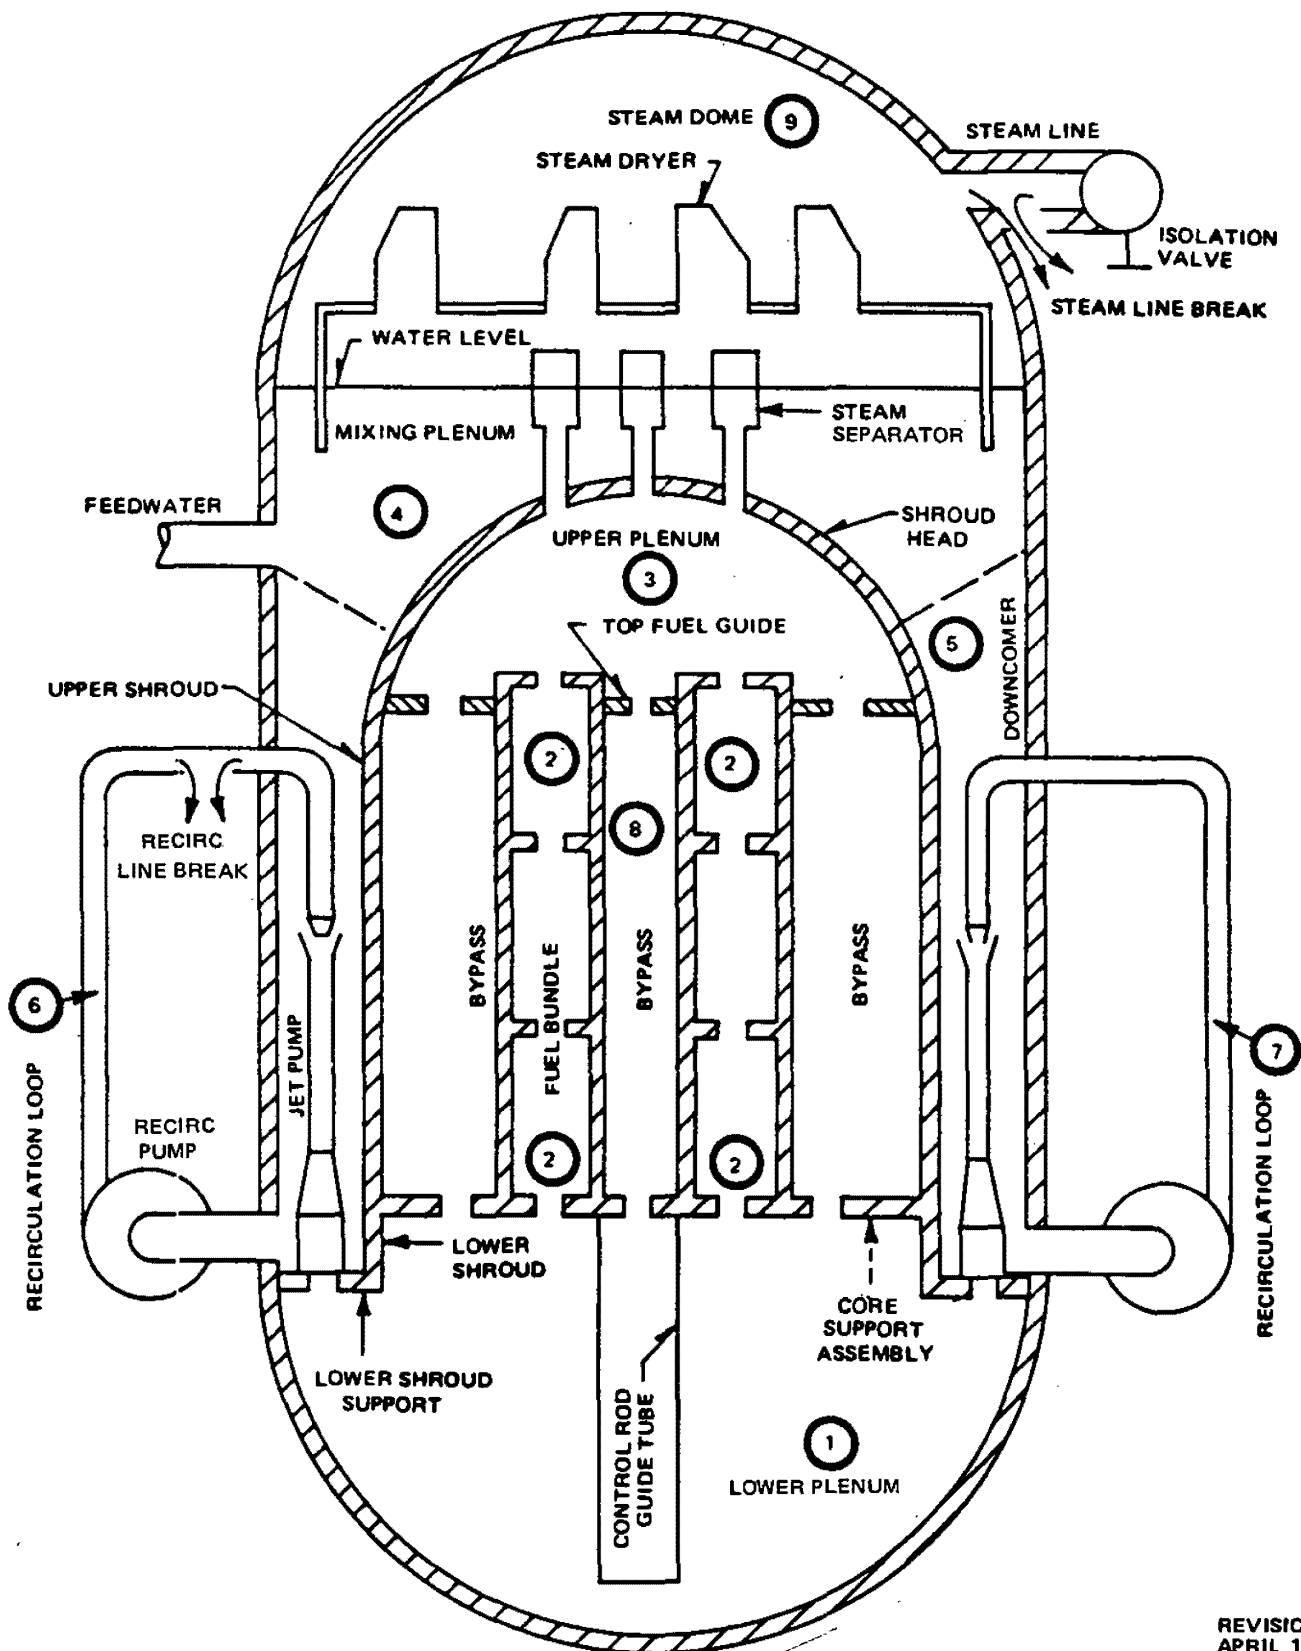 STEAM DOME
9
STEAM LINE
STEAM DRYER
ISOLATION
VALVE
STEAM LINE BREAK
WATER LEVEL
MIXING PLENUM
STEAM
SEPARATOR
FEEDWATER
4
SHROUD
HEAD
UPPER PLENUM
3
TOP FUEL GUIDE
5
DOWNCOMER
UPPER SHROUD
2
2
8
RECIRC
LINE BREAK
BYPASS
FUEL BUNDLE
BYPASS
BYPASS
6
7
JET PUMP
RECIRCULATION LOOP
RECIRC
PUMP
RECIRCULATION LOOP
2
2
LOWER
SHROUD
CORE
SUPPORT
ASSEMBLY
LOWER SHROUD
SUPPORT
CONTROL ROD
GUIDE TUBE
1
LOWER PLENUM
REVISIO
APRIL 1